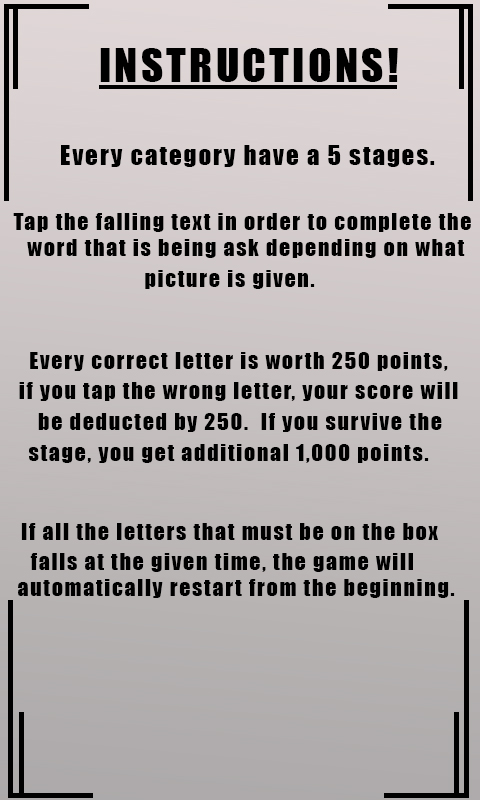 INSTRUCTIONS!
Every category have a 5 stages.
Tap the falling text in order to complete the
word that is being ask depending on what
picture is given.
Every correct letter is worth 250 points,
if you tap the wrong letter, your score will
be deducted by 250. If you survive the
stage, you get additional 1,000 points.
If all the letters that must be on the box
falls at the given time, the game will
automatically restart from the beginning.